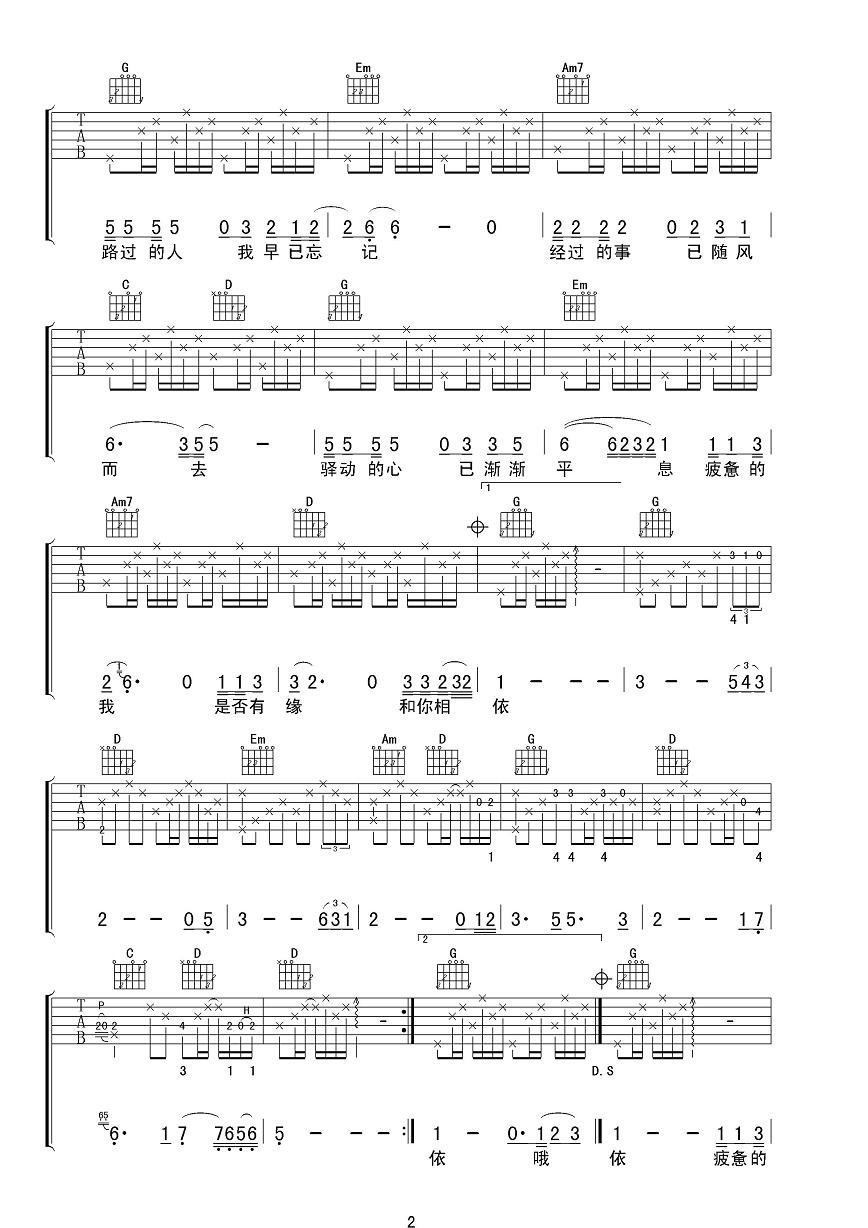 G Em Am7
T A B
5 5 5 5 0 3 2 1 2 | 2 6 6 - 0 | 2 2 2 2 0 2 3 1 |
路过 的人 我 早 已忘 记 经过 的事 已 随 风
C D G Em
T A B
6· 3 5 5 - | 5 5 5 5 0 3 3 5 | 6 6 2 3 2 1 1 1 3 |
而 去 驿动 的心 已 渐渐 平 息 疲惫 的
1
Am7 D G G
T A B
3 1 0
3
4 1
2 1 6· 0 1 1 3 | 3 2· 0 3 3 2 3 2 | 1 - - - | 3 - - 5 4 3 |
3
我 是否 有 缘 和你相 依
D Em Am D G D
T A B
2 3 0 2 3 3 3 0 0 4
1 4 4 4 4
2 - - 0 5 | 3 - - 6 3 1 | 2 - - 0 1 2 | 3· 5 5· 3 | 2 - - 1 7 |
3
2
C D D G G
T A B
P H
2 0 2 4 2 0 2
3 1 1 D.S
65 6· 1 7 7 6 5 6 | 5 - - - :| 1 - 0· 1 2 3 | 1 - - 1 1 3
依 哦 依 疲惫 的
2